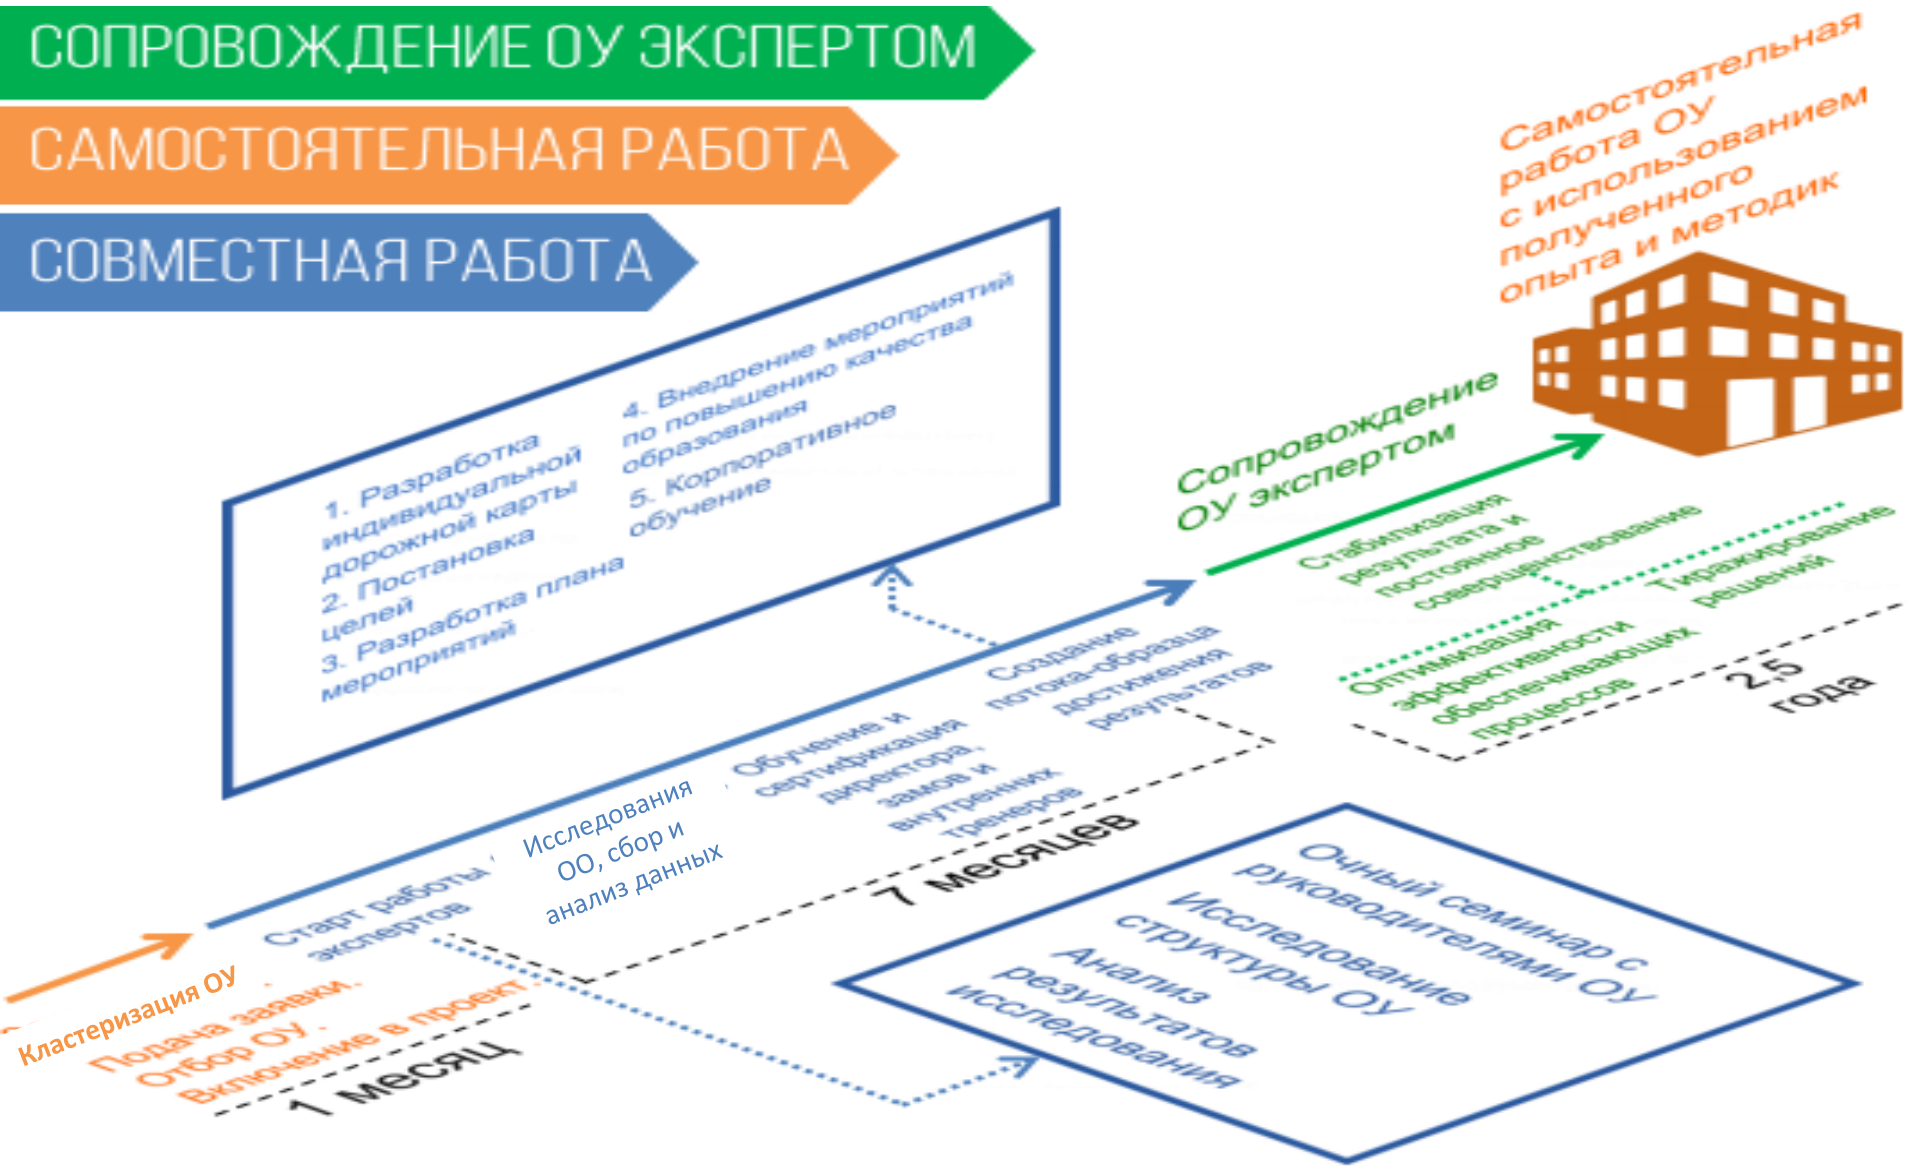 СОПРОВОЖДЕНИЕ ОУ ЭКСПЕРТОМ
САМОСТОЯТЕЛЬНАЯ РАБОТА
СОВМЕСТНАЯ РАБОТА
Самостоятельная
работа ОУ
с использованием
полученного
опыта и методик
1. Разработка
индивидуальной
дорожной карты
2. Постановка
целей
3. Разработка плана
мероприятий
4. Внедрение мероприятий
по повышению качества
образования
5. Корпоративное
обучение
Сопровождение
ОУ экспертом
Стабилизация
результата и
постоянное
совершенствование
Тиражирование
решений
Оптимизация
эффективности
обеспечивающих
процессов
2,5
года
Создание
потока-образца
достижения
результатов
Обучение и
сертификация
директора,
замов и
внутренних
тренеров
Исследования
ОО, сбор и
анализ данных
Старт работы
экспертов
7 месяцев
Кластеризация ОУ
Подача заявки.
Отбор ОУ.
Включение в проект.
1 месяц
Очный семинар с
руководителями ОУ
Исследование
структуры ОУ
Анализ
результатов
исследования